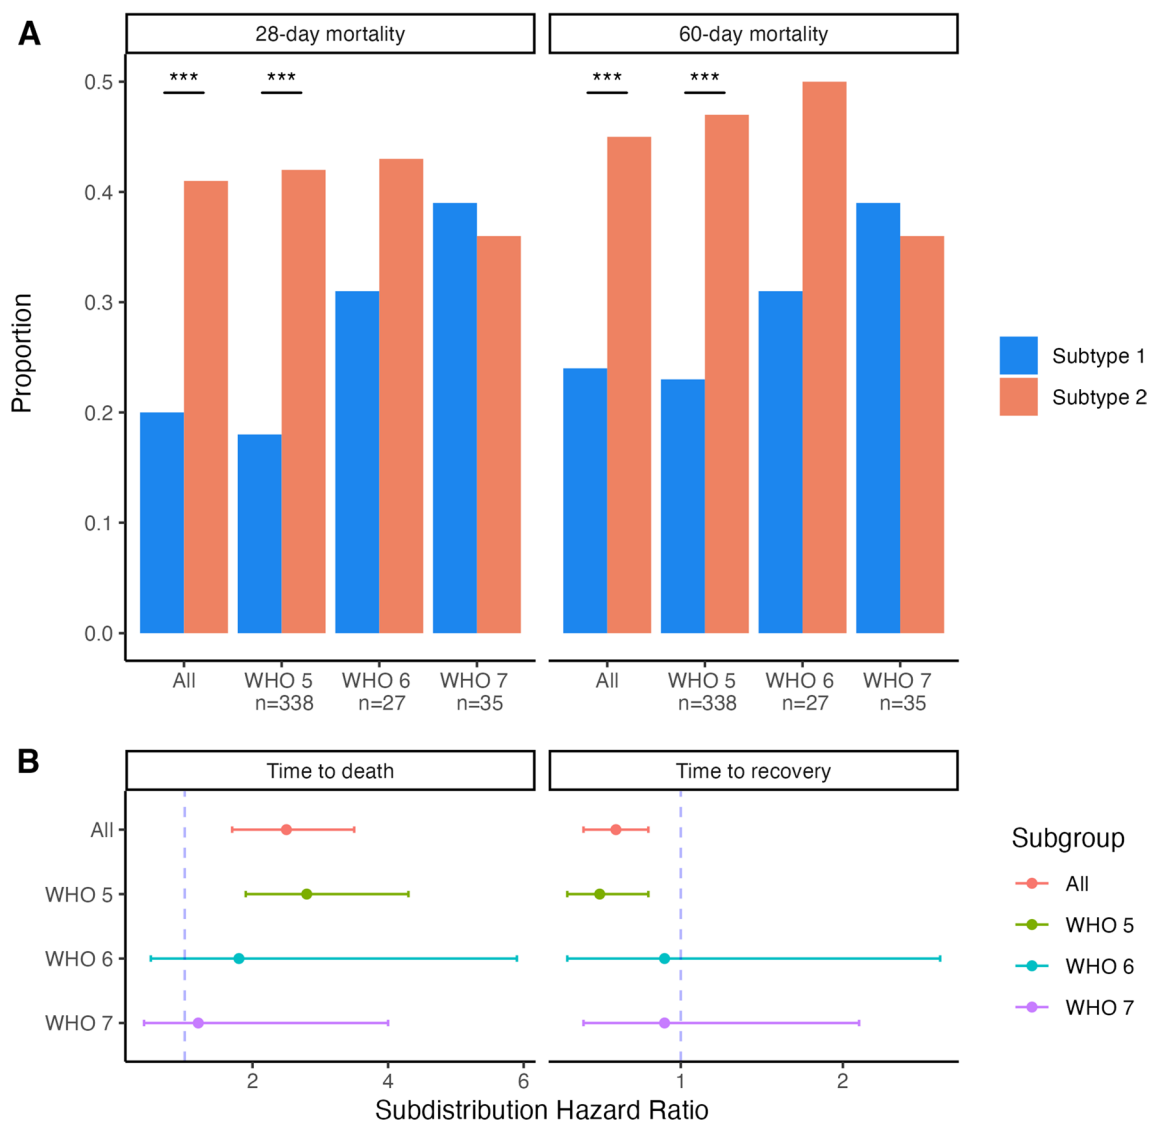 A
28-day mortality
60-day mortality
Proportion
0.5
0.4
0.3
0.2
0.1
0.0
***
***
***
***
All
WHO 5
n=338
WHO 6
n=27
WHO 7
n=35
All
WHO 5
n=338
WHO 6
n=27
WHO 7
n=35
Subtype 1
Subtype 2
B
Time to death
Time to recovery
All
WHO 5
WHO 6
WHO 7
2
4
6
1
2
Subdistribution Hazard Ratio
Subgroup
All
WHO 5
WHO 6
WHO 7